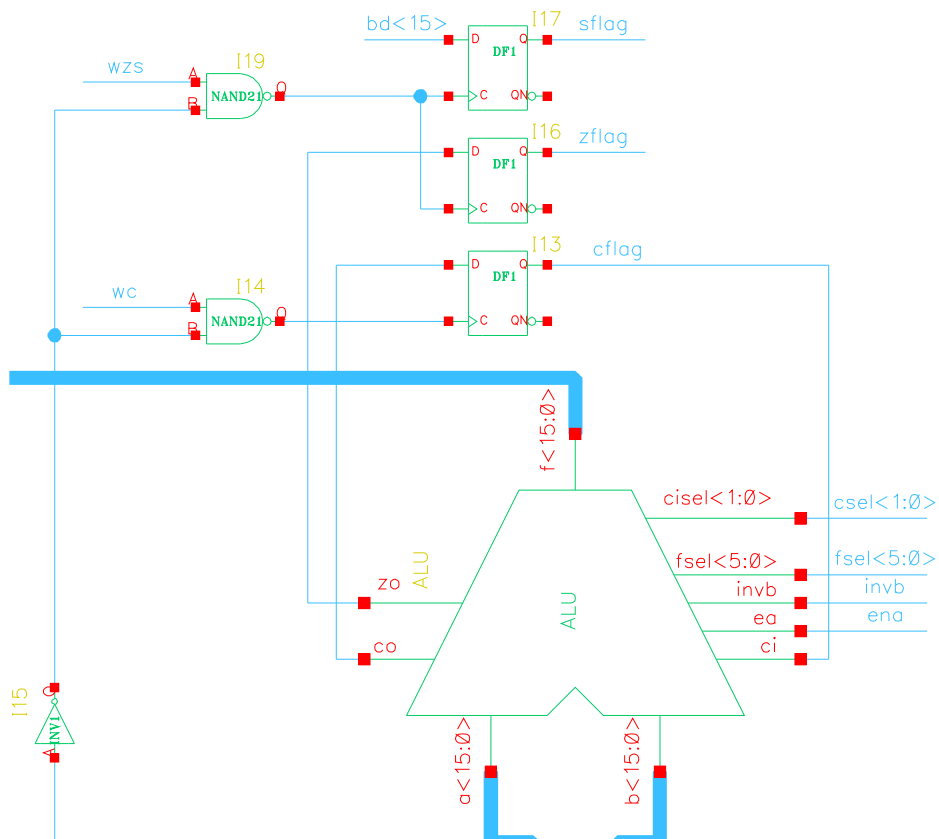 bd<15>
I17
sflag
D
Q
DF1
C
QN
wzs
I19
A
O
B
NAND21
I16
zflag
D
Q
DF1
C
QN
I13
cflag
D
Q
DF1
C
QN
wc
I14
A
O
B
NAND21
f<15:0>
cisel<1:0>
csel<1:0>
fsel<5:0>
fsel<5:0>
invb
invb
ea
ena
ci
zo
ALU
co
ALU
I15
O
INV1
A
a<15:0>
b<15:0>